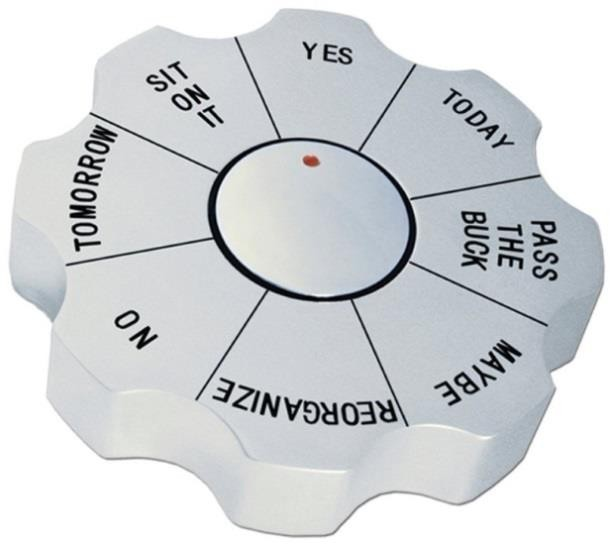 YES
TODAY
PASS
THE
BUCK
MAYBE
REORGANIZE
NO
TOMORROW
SIT
ON
IT